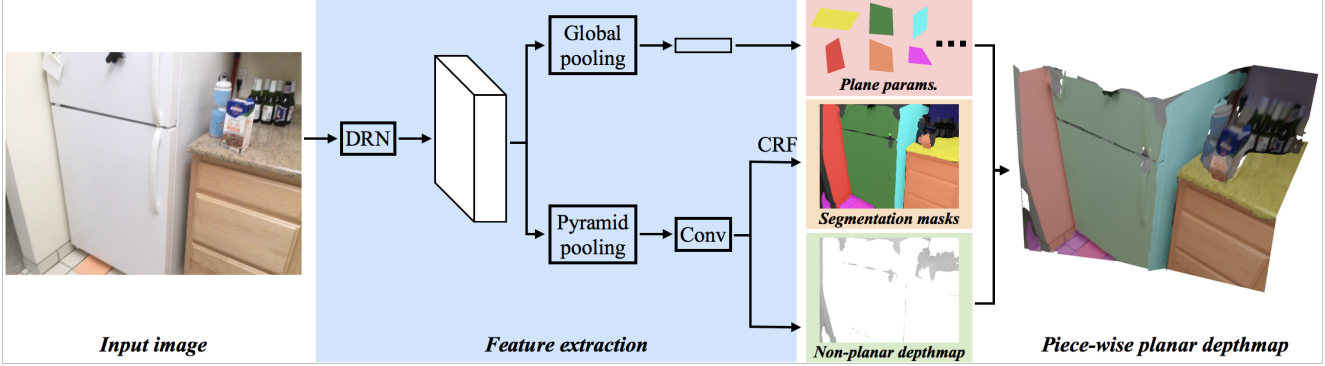 Input image
DRN
Global
pooling
Pyramid
pooling
Conv
Feature extraction
CRF
Plane params.
Segmentation masks
Non-planar depthmap
Piece-wise planar depthmap